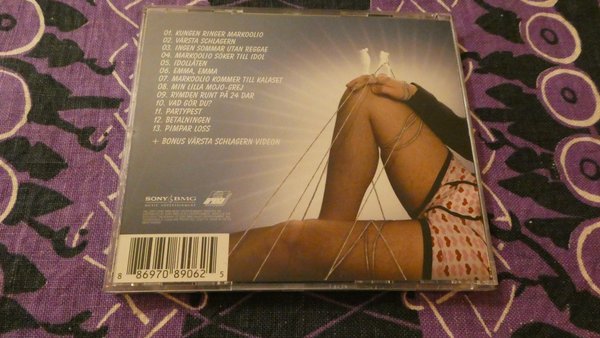 01. KUNGEN RINGER MARKOOLIO
02. VÄRSTA SCHLAGERN
03. INGEN SOMMAR UTAN REGGAE
04. MARKOOLIO SÖKER TILL IDOL
05. IDOLLÅTEN
06. EMMA, EMMA
07. MARKOOLIO KOMMER TILL KALASET
08. MIN LILLA MOJO-GREJ
09. RYMDEN RUNT PÅ 24 DAR
10. VAD GÖR DU?
11. PARTYPEST
12. BETALNINGEN
13. PIMPAR LOSS
+ BONUS VÄRSTA SCHLAGERN VIDEON
SONY BMG
MUSIC ENTERTAINMENT
8 86970 89062 5